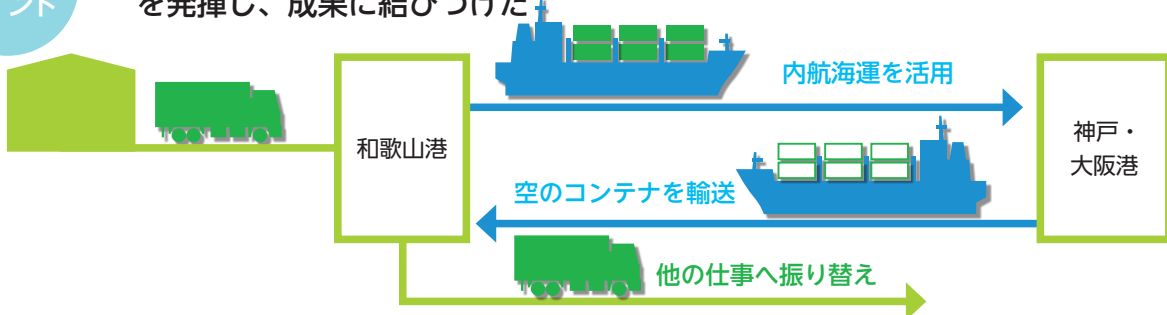 ント
を発揮し、成果に結びつけた
内航海運を活用
和歌山港
神戸・
大阪港
空のコンテナを輸送
他の仕事へ振り替え